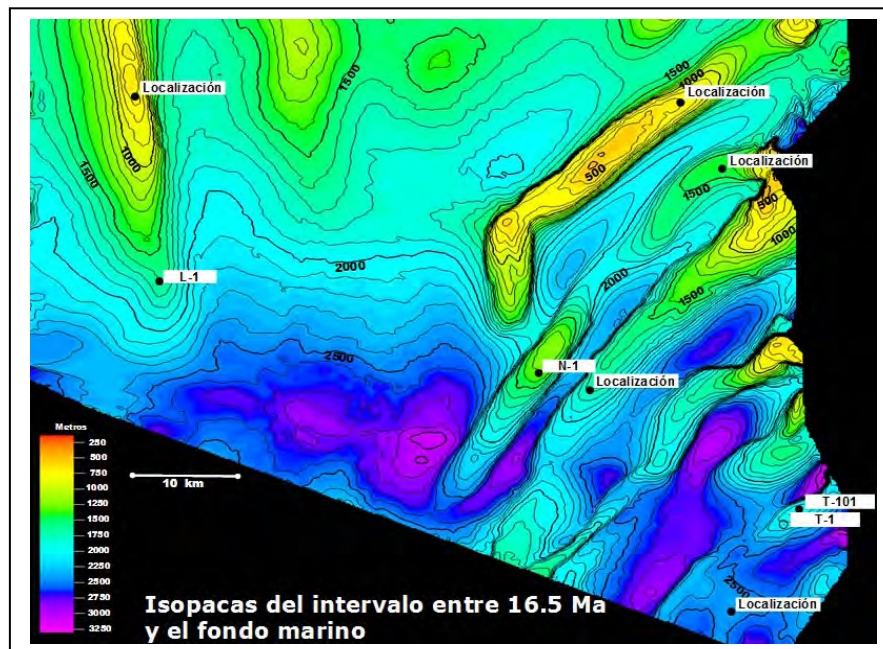 1500
1500
1000
Localización
Localización
1000
500
Localización
1500
1500
500
1000
2000
2000
L-1
1500
2500
N-1
Localización
Metros
250
500
750
1000
1250
1500
1750
2000
2250
2500
2750
3000
3250
10 km
T-101
T-1
2500
Localización
Isopacas del intervalo entre 16.5 Ma
y el fondo marino